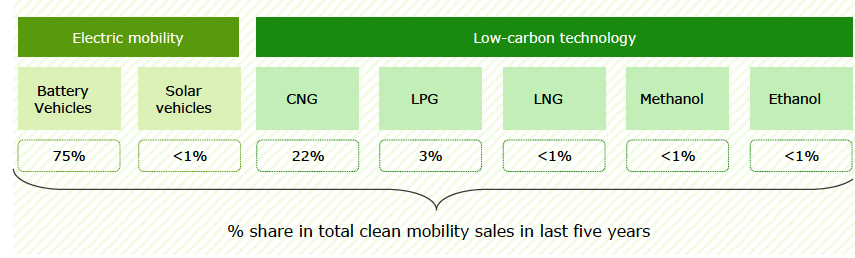 Electric mobility
Low-carbon technology
Battery
Vehicles
Solar
vehicles
CNG
LPG
LNG
Methanol
Ethanol
75%
<1%
22%
3%
<1%
<1%
<1%
% share in total clean mobility sales in last five years